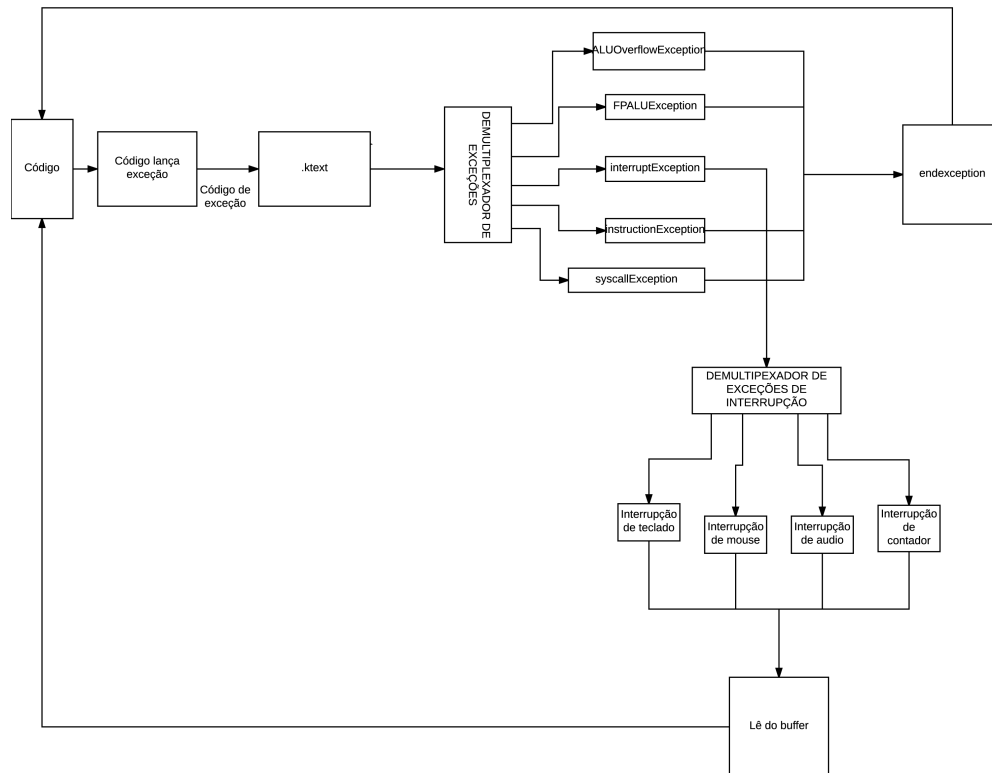 ALUOverflowException
FPALUException
Código
Código lança
exceção
Código de
exceção
.ktext
DEMULTIPLEXADOR DE
EXCEÇÕES
interruptException
instructionException
syscallException
endexception
DEMULTIPEXADOR DE
EXCEÇÕES DE
INTERRUPÇÃO
Interrupção
de teclado
Interrupção
de mouse
Interrupção
de audio
Interrupção
de
contador
Lê do buffer